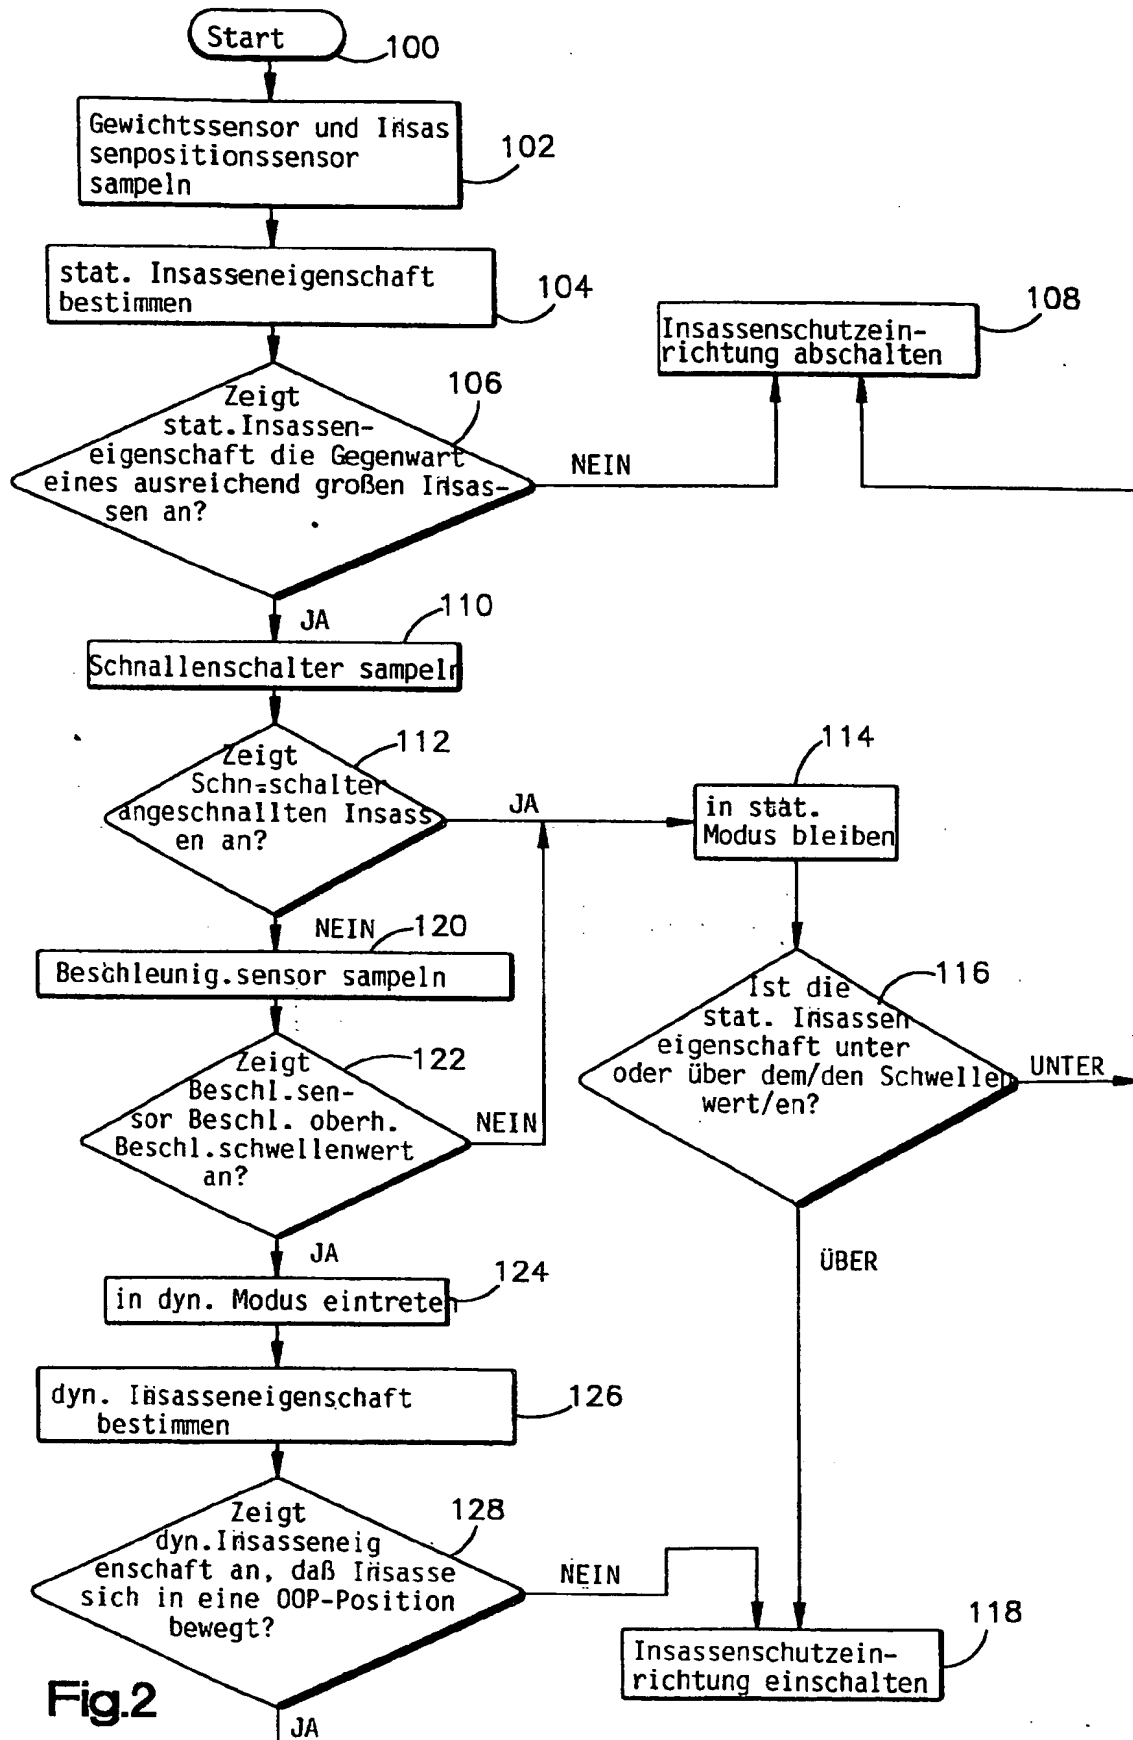 Start
100
Gewichtssensor und Insas
senpositionssensor
sampeln
102
stat. Insasseneigenschaft
bestimmen
104
Insassenschutzein-
richtung abschalten
108
Zeigt
stat.Insassen-
eigenschaft die Gegenwart
eines ausreichend großen Insas-
sen an?
106
NEIN
JA
110
Schnallenschalter sampeln
Zeigt
Schn-schalter
angeschnallten Insass
en an?
112
JA
114
in stat.
Modus bleiben
NEIN
120
Beschleunig.sensor sampeln
Ist die
stat. Insassen
eigenschaft unter
oder über dem/den Schwellen
wert/en?
116
UNTER
Zeigt
Beschl.sen-
sor Beschl. oberh.
Beschl.schwellenwert
an?
122
NEIN
JA
ÜBER
in dyn. Modus eintreten
124
dyn. Insasseneigenschaft
bestimmen
126
Zeigt
dyn.Insasseneig
enschaft an, daß Insasse
sich in eine OOP-Position
bewegt?
128
NEIN
Insassenschutzein-
richtung einschalten
118
Fig.2
JA